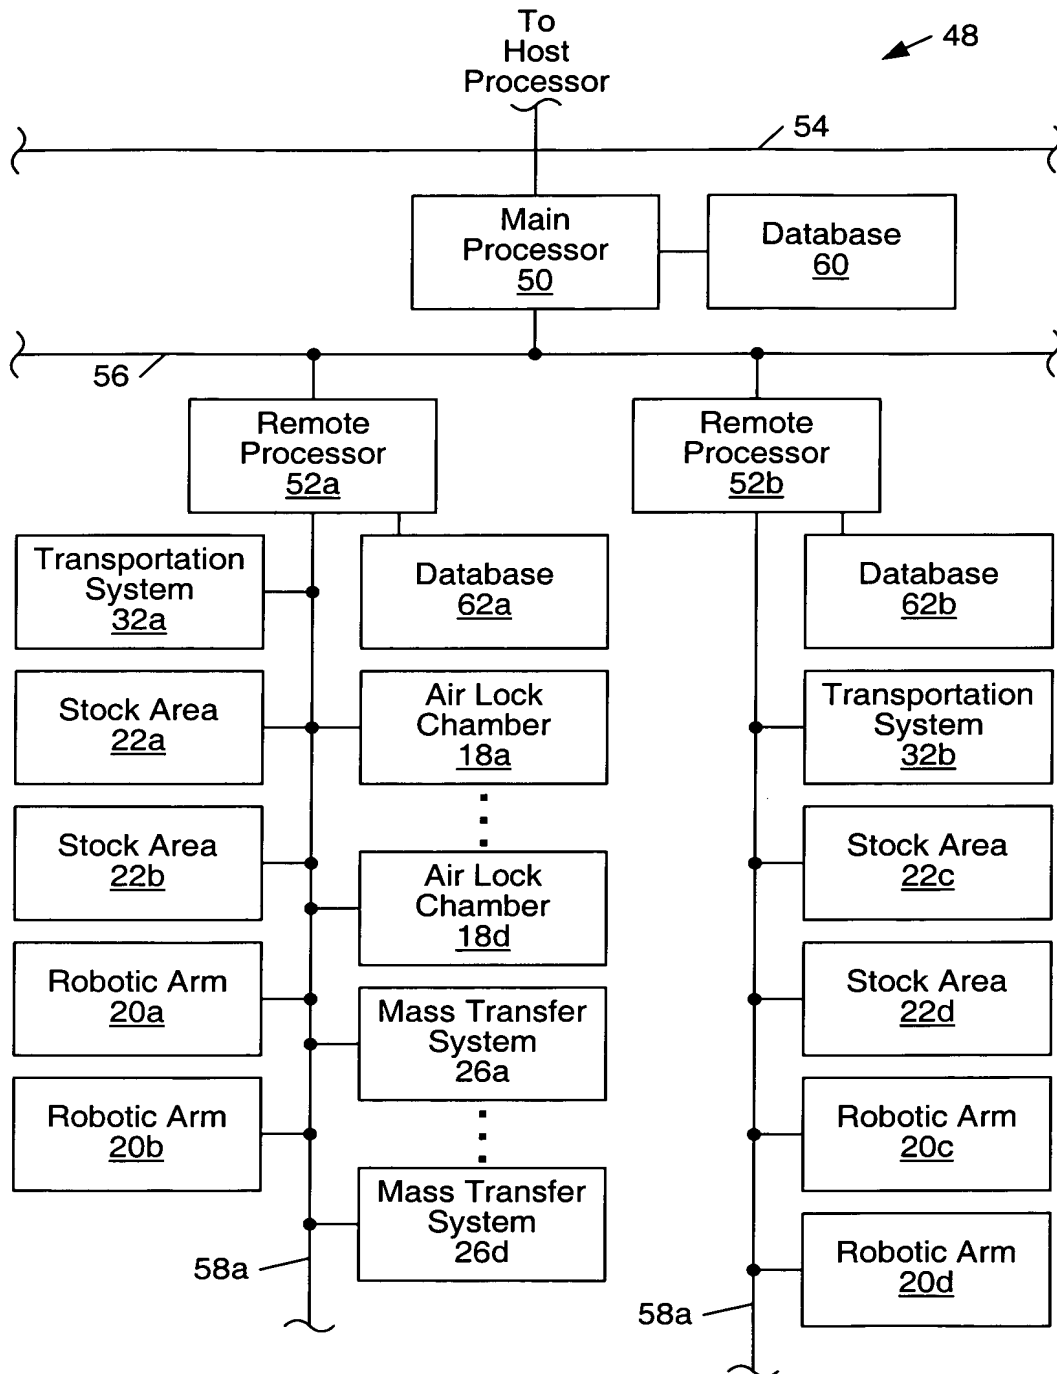 To
Host
Processor
48
54
Main
Processor
50
Database
60
56
Remote
Processor
52a
Remote
Processor
52b
Transportation
System
32a
Database
62a
Database
62b
Stock Area
22a
Air Lock
Chamber
18a
Transportation
System
32b
Stock Area
22b
Air Lock
Chamber
18d
Stock Area
22c
Robotic Arm
20a
Mass Transfer
System
26a
Stock Area
22d
Robotic Arm
20b
Mass Transfer
System
26d
Robotic Arm
20c
58a
Robotic Arm
20d
58a